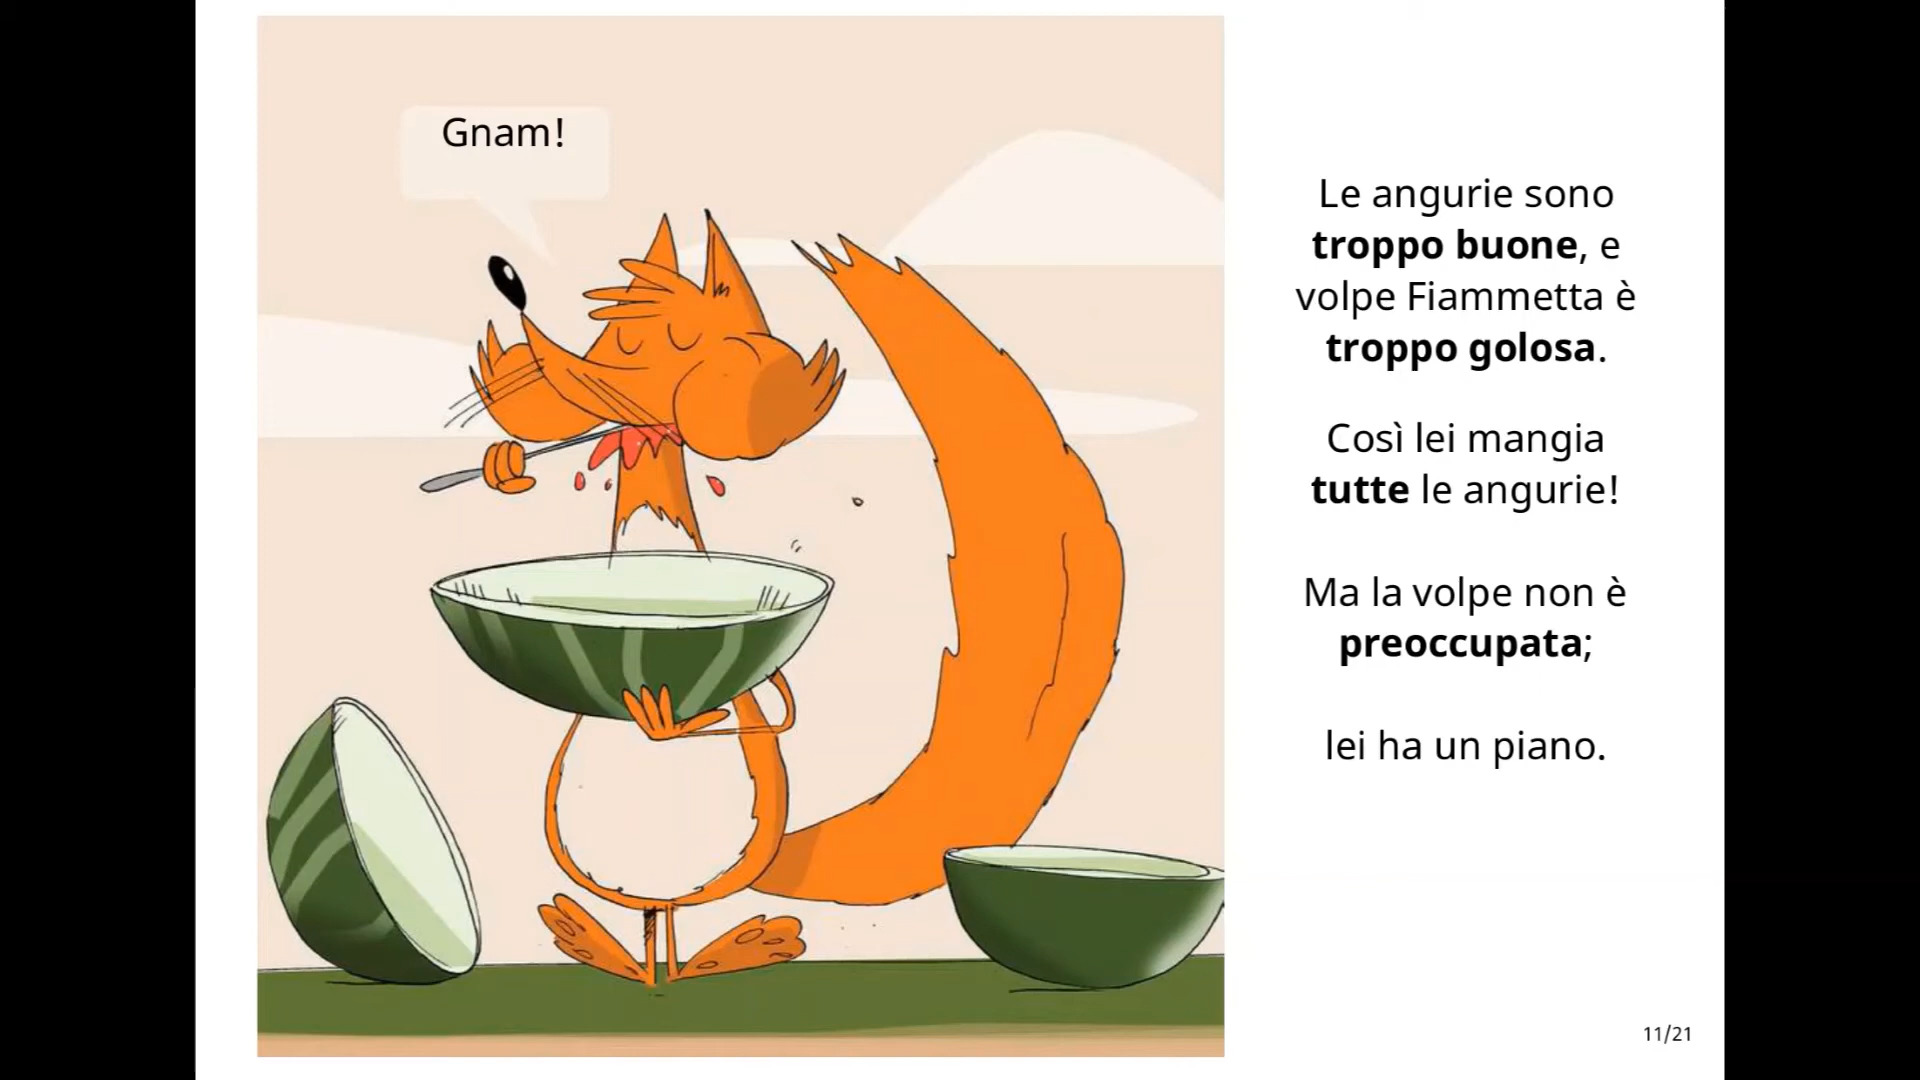 Gnam!
Le angurie sono
troppo buone, e
volpe Fiammetta è
troppo golosa.
Così lei mangia
tutte le angurie!
Ma la volpe non è
preoccupata;
lei ha un piano.
11/21